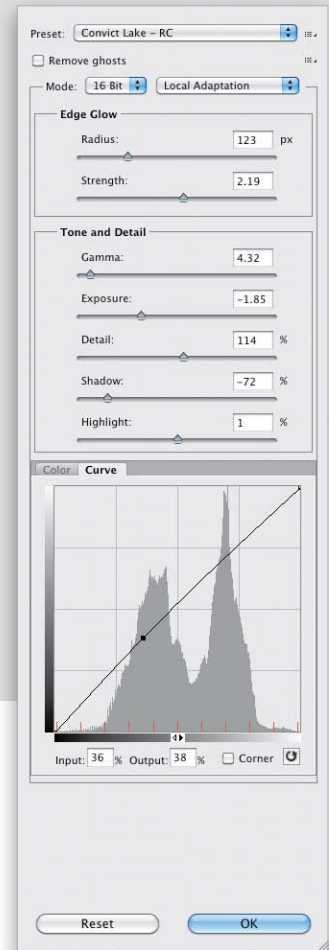 Preset: Convict Lake – RC
Remove ghosts
Mode: 16 Bit Local Adaptation
Edge Glow
Radius: 123 px
Strength: 2.19
Tone and Detail
Gamma: 4.32
Exposure: -1.85
Detail: 114 %
Shadow: -72 %
Highlight: 1 %
Color Curve
Input: 36 % Output: 38 % Corner
Reset OK